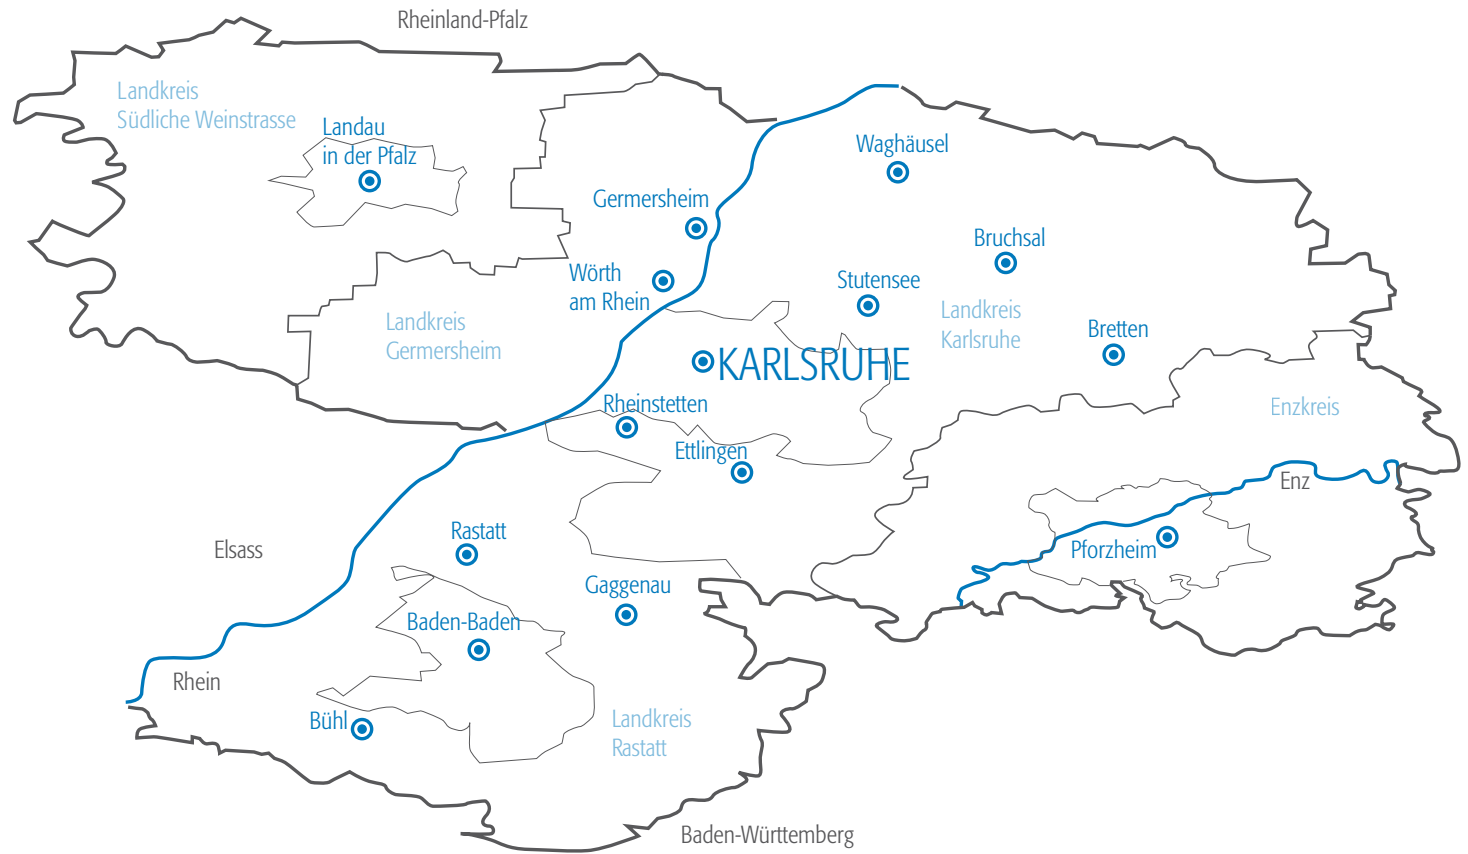 Rheinland-Pfalz
Landkreis
Südliche Weinstrasse
Landau
in der Pfalz
Waghäusel
Germersheim
Bruchsal
Wörth
am Rhein
Stutensee
Landkreis
Karlsruhe
Landkreis
Germersheim
Bretten
KARLSRUHE
Rheinstetten
Enzkreis
Ettlingen
Enz
Rastatt
Elsass
Pforzheim
Gaggenau
Baden-Baden
Rhein
Bühl
Landkreis
Rastatt
Baden-Württemberg